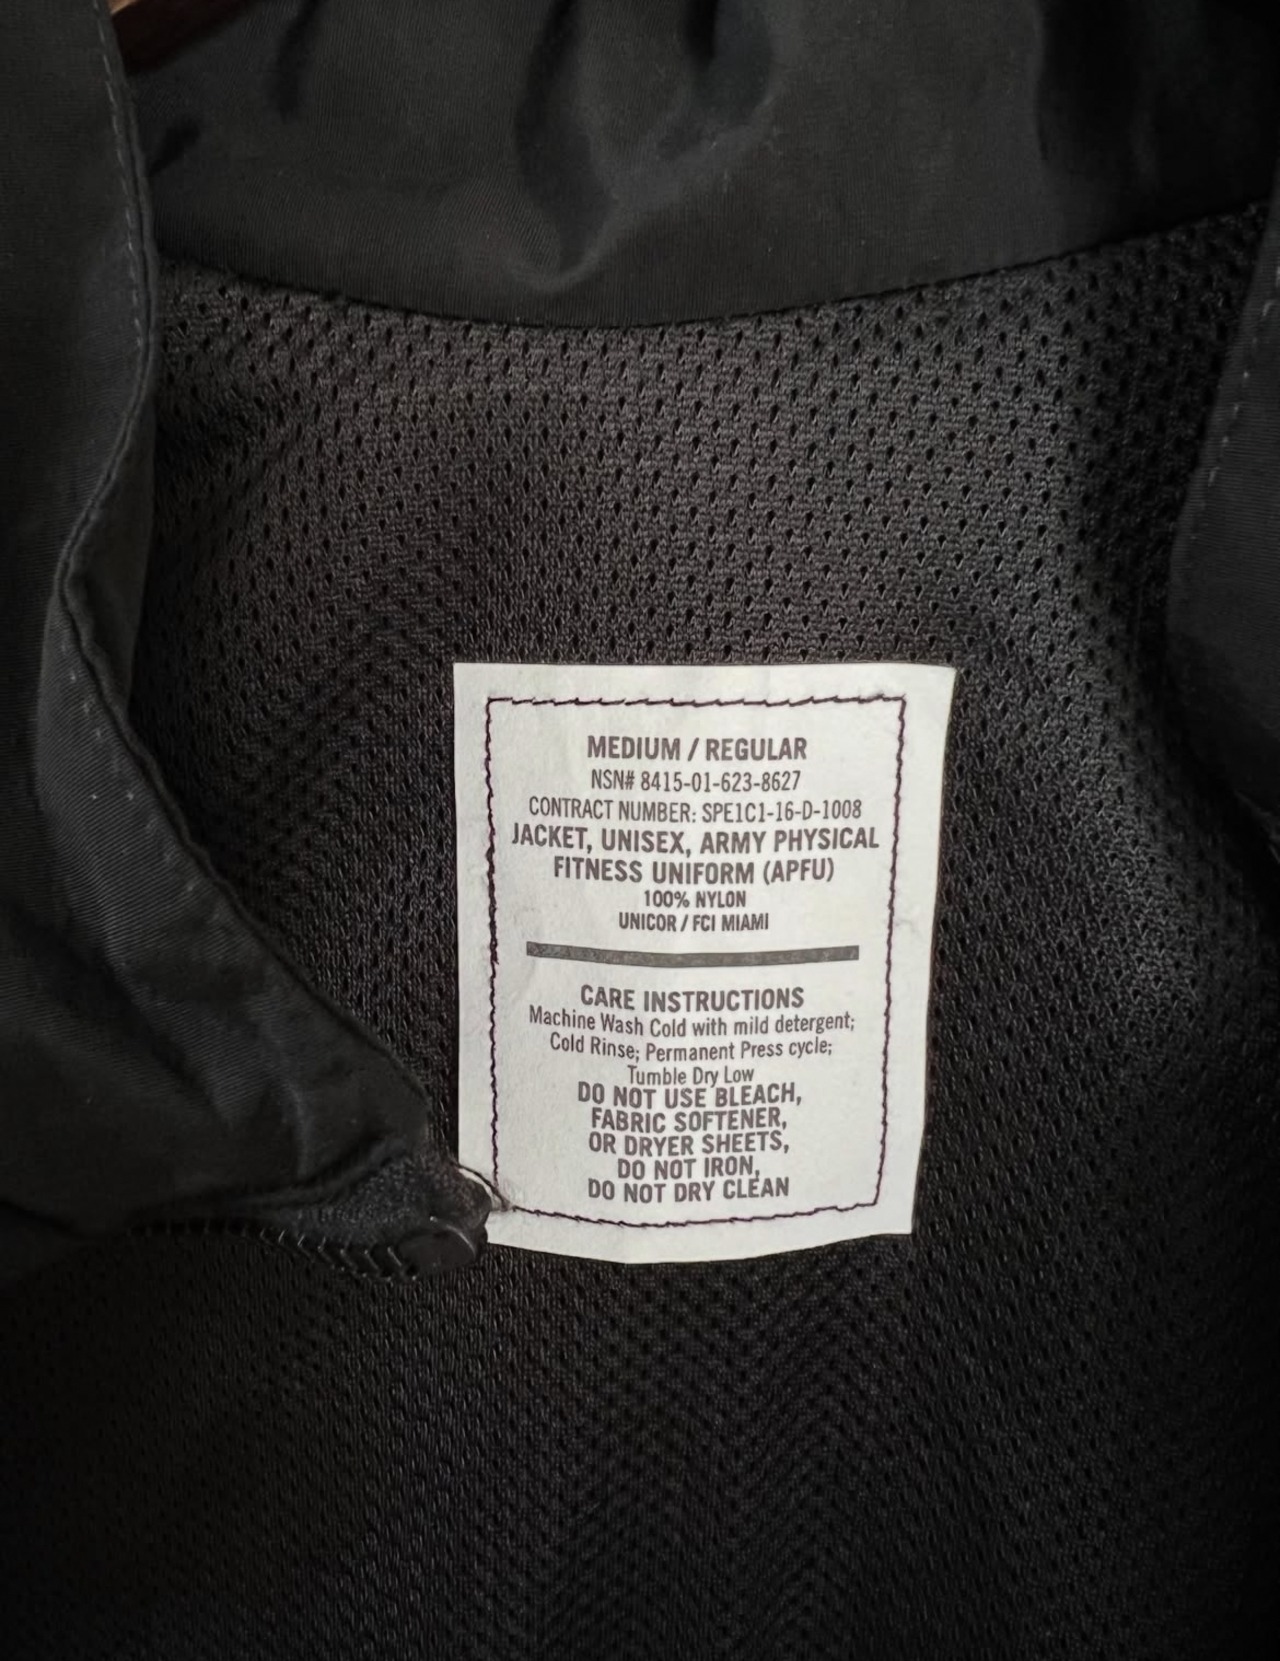 MEDIUM / REGULAR
NSN# 8415-01-623-8627
CONTRACT NUMBER: SPE1C1-16-D-1008
JACKET, UNISEX, ARMY PHYSICAL
FITNESS UNIFORM (APFU)
100% NYLON
UNICOR / FCI MIAMI
CARE INSTRUCTIONS
Machine Wash Cold with mild detergent;
Cold Rinse; Permanent Press cycle;
Tumble Dry Low
DO NOT USE BLEACH,
FABRIC SOFTENER,
OR DRYER SHEETS,
DO NOT IRON,
DO NOT DRY CLEAN